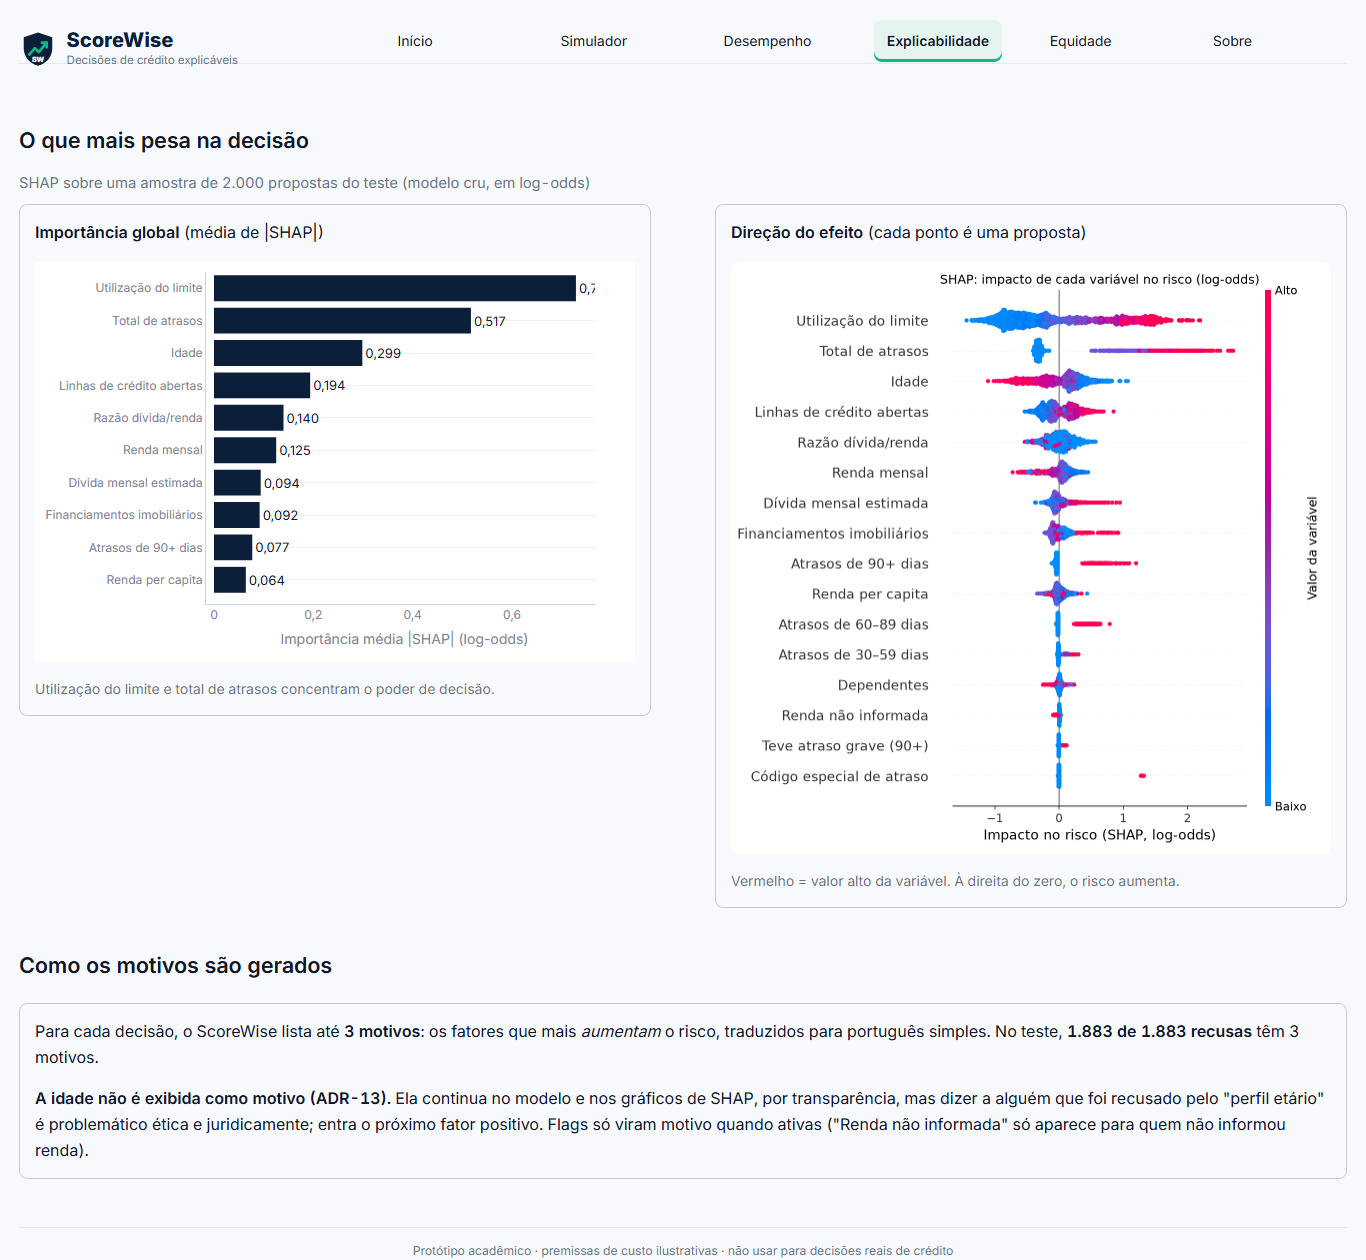 ScoreWise
Decisões de crédito explicáveis
SW
Início
Simulador
Desempenho
Explicabilidade
Equidade
Sobre
O que mais pesa na decisão
SHAP sobre uma amostra de 2.000 propostas do teste (modelo cru, em log-odds)
Importância global (média de |SHAP|)
Utilização do limite 0,7
Total de atrasos 0,517
Idade 0,299
Linhas de crédito abertas 0,194
Razão dívida/renda 0,140
Renda mensal 0,125
Dívida mensal estimada 0,094
Financiamentos imobiliários 0,092
Atrasos de 90+ dias 0,077
Renda per capita 0,064
0 0,2 0,4 0,6
Importância média |SHAP| (log-odds)
Utilização do limite e total de atrasos concentram o poder de decisão.
Direção do efeito (cada ponto é uma proposta)
SHAP: impacto de cada variável no risco (log-odds)
Alto
Utilização do limite
Total de atrasos
Idade
Linhas de crédito abertas
Razão dívida/renda
Renda mensal
Dívida mensal estimada
Financiamentos imobiliários
Atrasos de 90+ dias
Renda per capita
Atrasos de 60–89 dias
Atrasos de 30–59 dias
Dependentes
Renda não informada
Teve atraso grave (90+)
Código especial de atraso
Valor da variável
Baixo
−1 0 1 2
Impacto no risco (SHAP, log-odds)
Vermelho = valor alto da variável. À direita do zero, o risco aumenta.
Como os motivos são gerados
Para cada decisão, o ScoreWise lista até 3 motivos: os fatores que mais aumentam o risco, traduzidos para português simples. No teste, 1.883 de 1.883 recusas têm 3
motivos.
A idade não é exibida como motivo (ADR-13). Ela continua no modelo e nos gráficos de SHAP, por transparência, mas dizer a alguém que foi recusado pelo "perfil etário"
é problemático ética e juridicamente; entra o próximo fator positivo. Flags só viram motivo quando ativas ("Renda não informada" só aparece para quem não informou
renda).
Protótipo acadêmico · premissas de custo ilustrativas · não usar para decisões reais de crédito